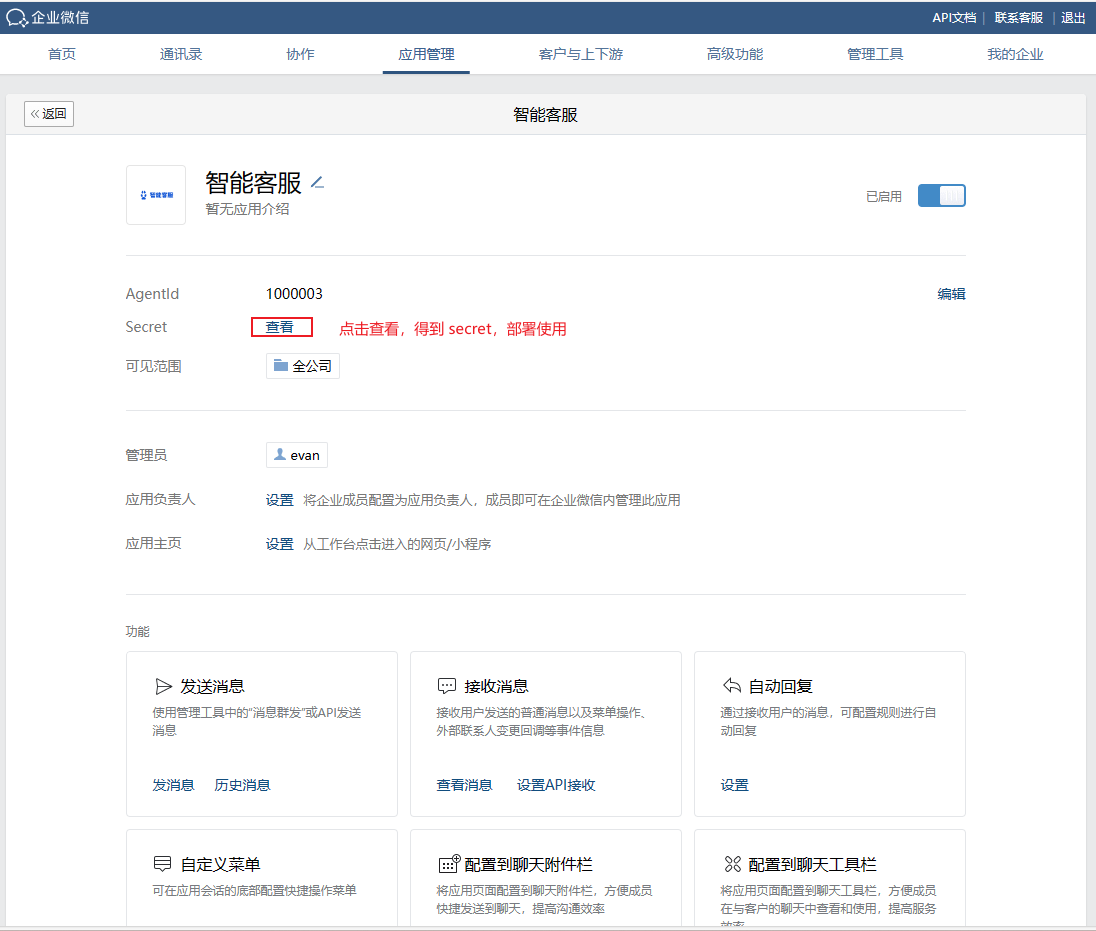 企业微信
API文档 | 联系客服 | 退出
首页 通讯录 协作 应用管理 客户与上下游 高级功能 管理工具 我的企业
«返回
智能客服
智能客服
智能客服
暂无应用介绍
已启用
AgentId 1000003 编辑
Secret 查看 点击查看，得到 secret，部署使用
可见范围 全公司
管理员 evan
应用负责人 设置 将企业成员配置为应用负责人，成员即可在企业微信内管理此应用
应用主页 设置 从工作台点击进入的网页/小程序
功能
发送消息
使用管理工具中的“消息群发”或API发送
消息
发消息 历史消息
接收消息
接收用户发送的普通消息以及菜单操作、
外部联系人变更回调等事件信息
查看消息 设置API接收
自动回复
通过接收用户的消息，可配置规则进行自
动回复
设置
自定义菜单
可在应用会话的底部配置快捷操作菜单
配置到聊天附件栏
将应用页面配置到聊天附件栏，方便成员
快捷发送到聊天，提高沟通效率
配置到聊天工具栏
将应用页面配置到聊天工具栏，方便成员
在与客户的聊天中查看和使用，提高服务
效率